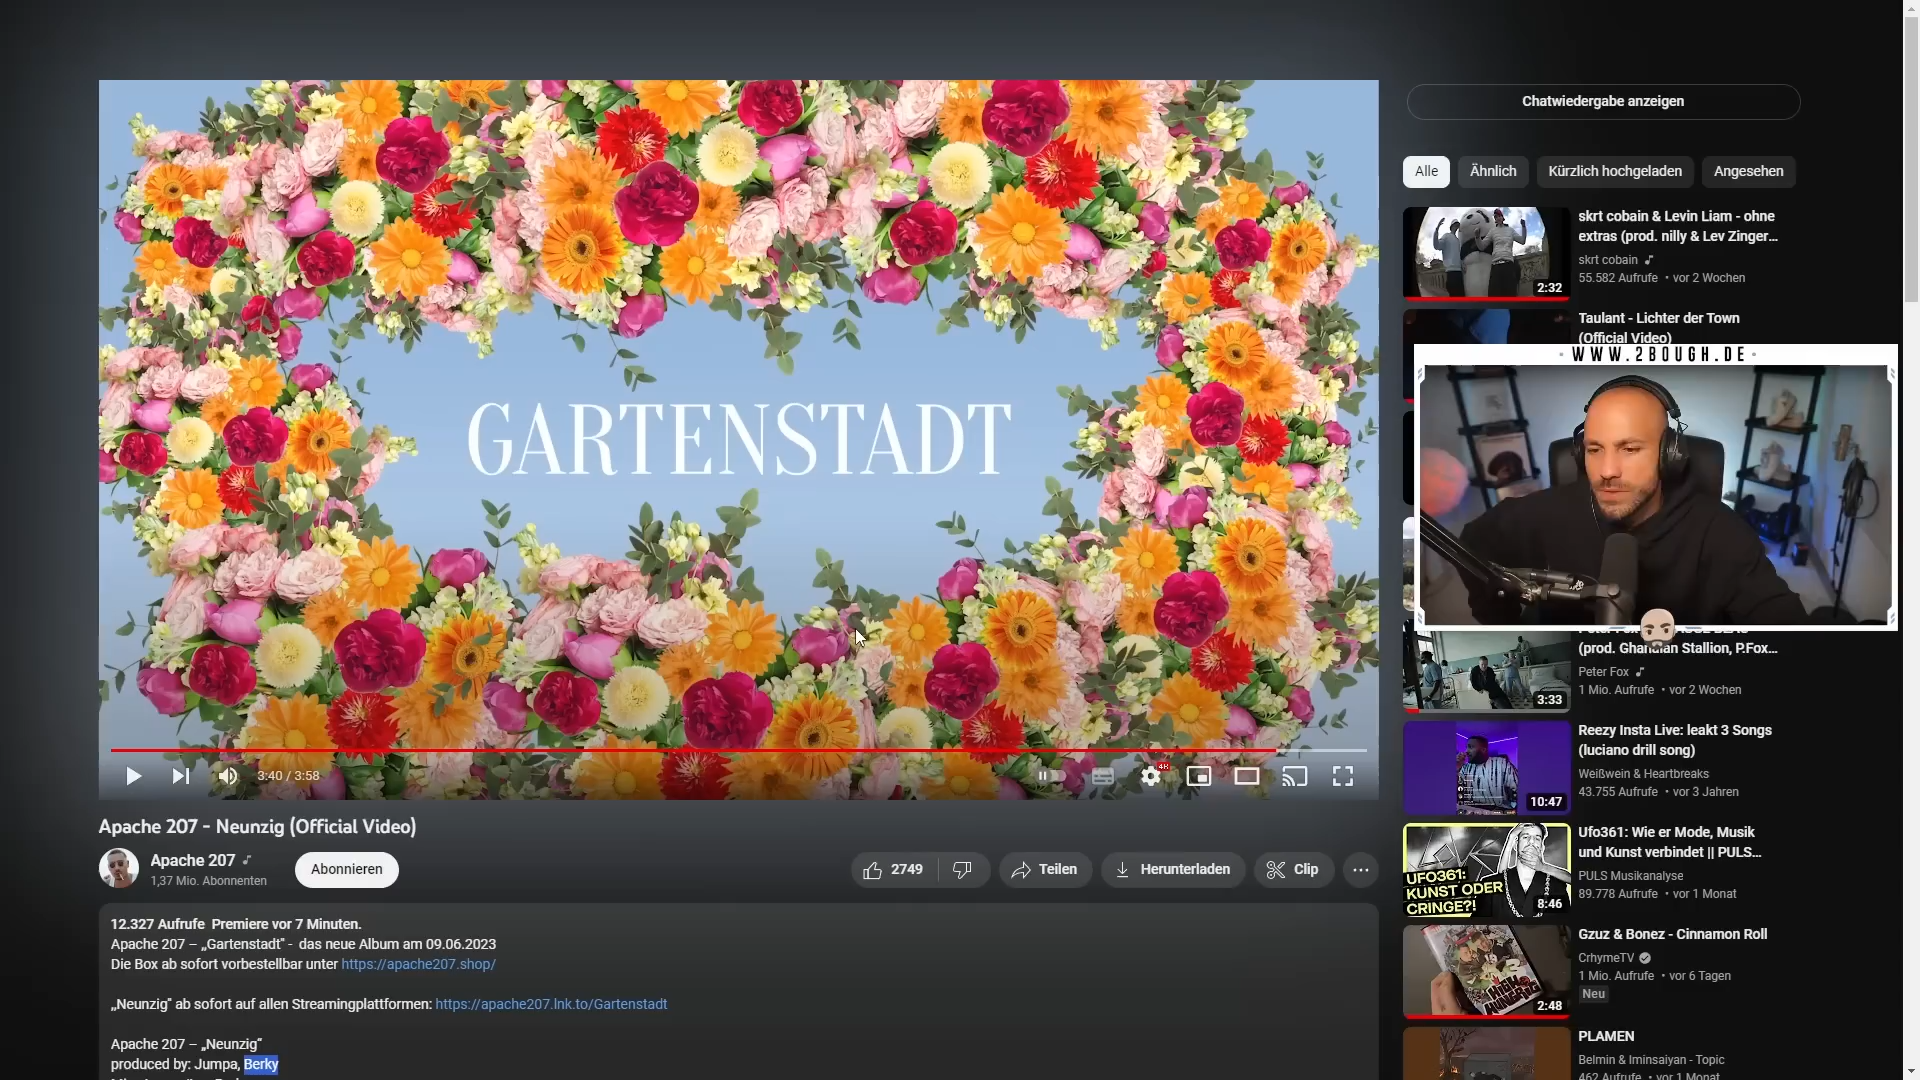 GARTENSTADT
3:40 / 3:58
4K
Apache 207 - Neunzig (Official Video)
Apache 207
1,37 Mio. Abonnenten
Abonnieren
2749
Teilen
Herunterladen
Clip
12.327 Aufrufe Premiere vor 7 Minuten.
Apache 207 – „Gartenstadt" - das neue Album am 09.06.2023
Die Box ab sofort vorbestellbar unter https://apache207.shop/
„Neunzig" ab sofort auf allen Streamingplattformen: https://apache207.lnk.to/Gartenstadt
Apache 207 – „Neunzig“
produced by: Jumpa, Berky
Chatwiedergabe anzeigen
Alle
Ähnlich
Kürzlich hochgeladen
Angesehen
skrt cobain & Levin Liam - ohne
extras (prod. nilly & Lev Zinger...
skrt cobain
55.582 Aufrufe • vor 2 Wochen
2:32
Taulant - Lichter der Town
(Official Video)
• WWW.2BOUGH.DE •
(prod. Ghanaian Stallion, P.Fox...
Peter Fox
1 Mio. Aufrufe • vor 2 Wochen
3:33
Reezy Insta Live: leakt 3 Songs
(luciano drill song)
Weißwein & Heartbreaks
43.755 Aufrufe • vor 3 Jahren
10:47
Ufo361: Wie er Mode, Musik
und Kunst verbindet || PULS...
PULS Musikanalyse
89.778 Aufrufe • vor 1 Monat
UFO361:
KUNST ODER
CRINGE?!
8:46
Gzuz & Bonez - Cinnamon Roll
CrhymeTV
1 Mio. Aufrufe • vor 6 Tagen
Neu
2:48
PLAMEN
Belmin & Iminsaiyan - Topic
462 Aufrufe • vor 1 Monat